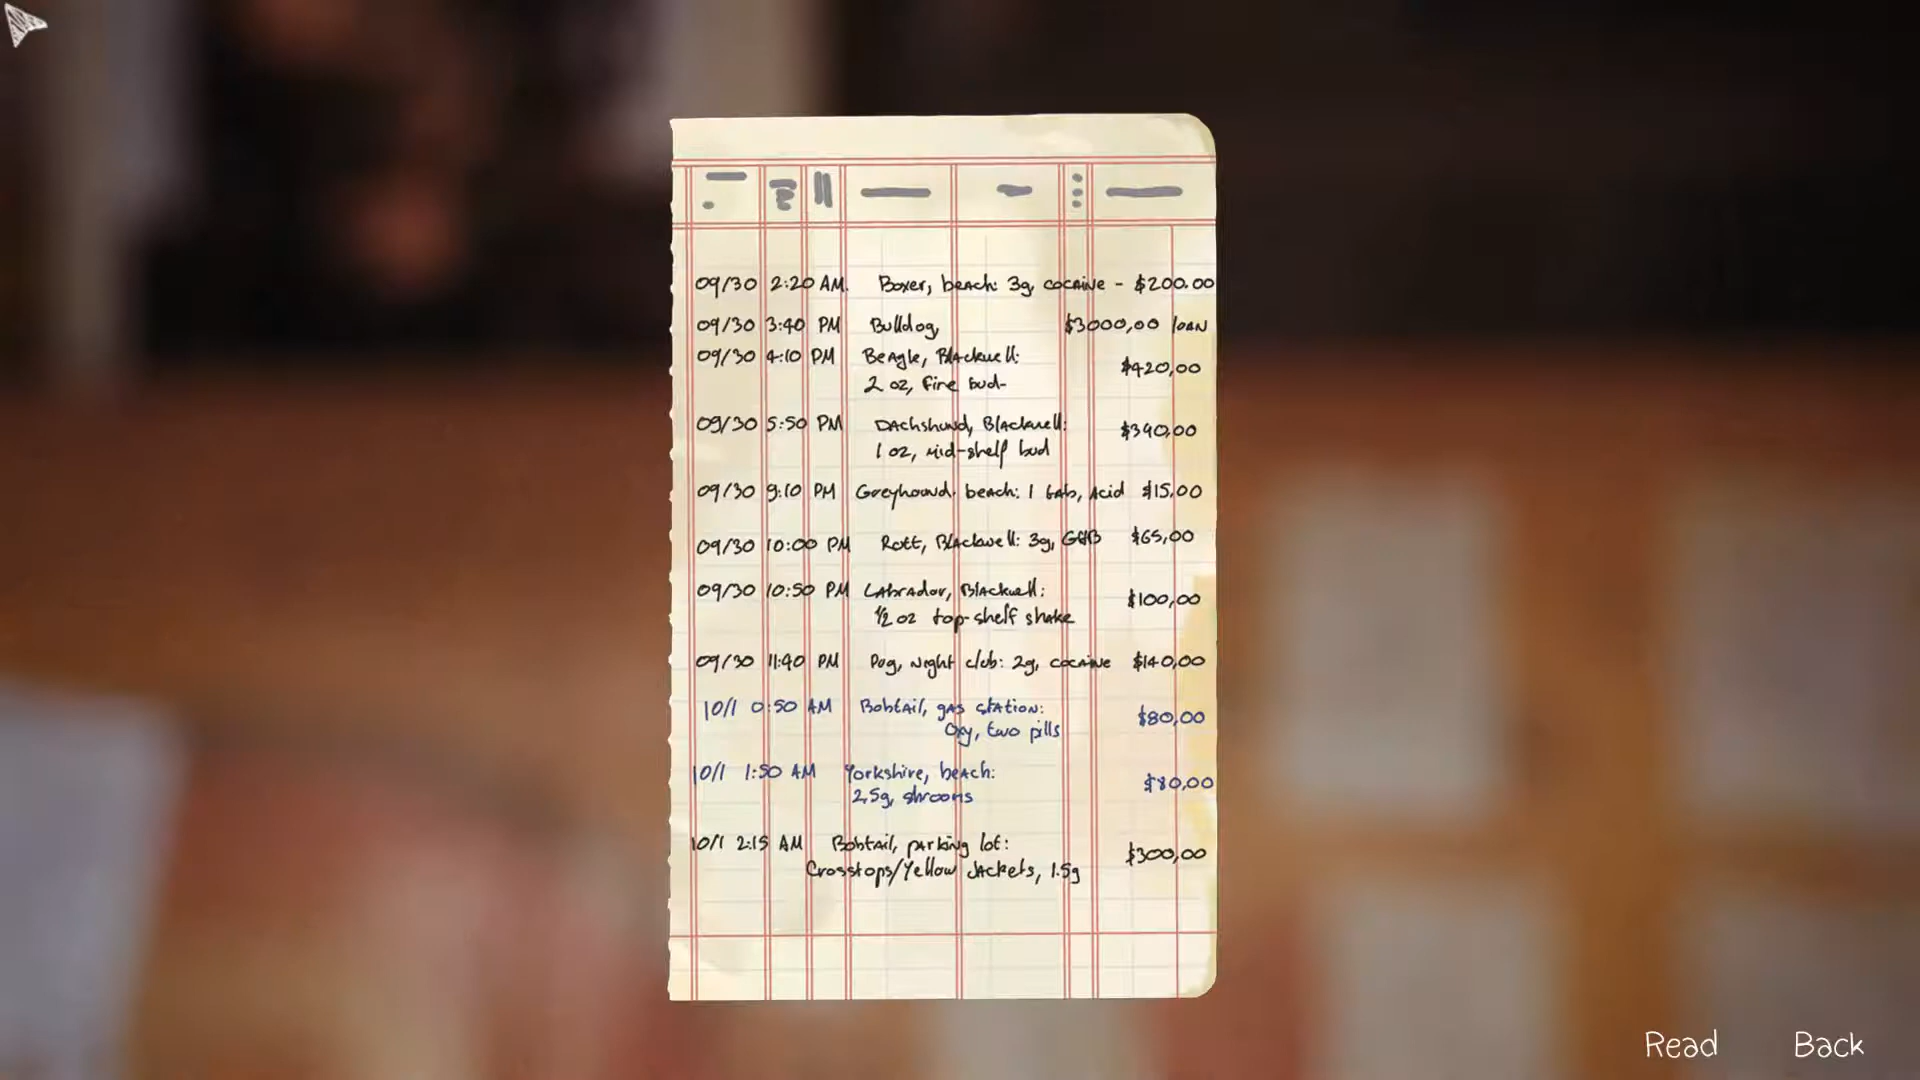 09/30 2:20 AM. Boxer, beach: 3g, cocaine - $200.00
09/30 3:40 PM Bulldog, $3000,00 loan
09/30 4:10 PM Beagle, Blackwell:
2 oz, fine bud- $420,00
09/30 5:50 PM Dachshund, Blackwell: $340,00
1 oz, mid-shelf bud
09/30 9:10 PM Greyhound, beach: 1 tab, Acid $15,00
09/30 10:00 PM Rott, Blackwell: 3g, GHB $65,00
09/30 10:50 PM Labrador, Blackwell: $100,00
1/2 oz top-shelf shake
09/30 11:40 PM Pug, night club: 2g, cocaine $140,00
10/1 0:50 AM Bobtail, gas station: $80,00
Oxy, two pills
10/1 1:50 AM Yorkshire, beach: $80,00
2,5g, shrooms
10/1 2:15 AM Bobtail, parking lot: $300,00
Crosstops/Yellow Jackets, 1.5g
Read Back